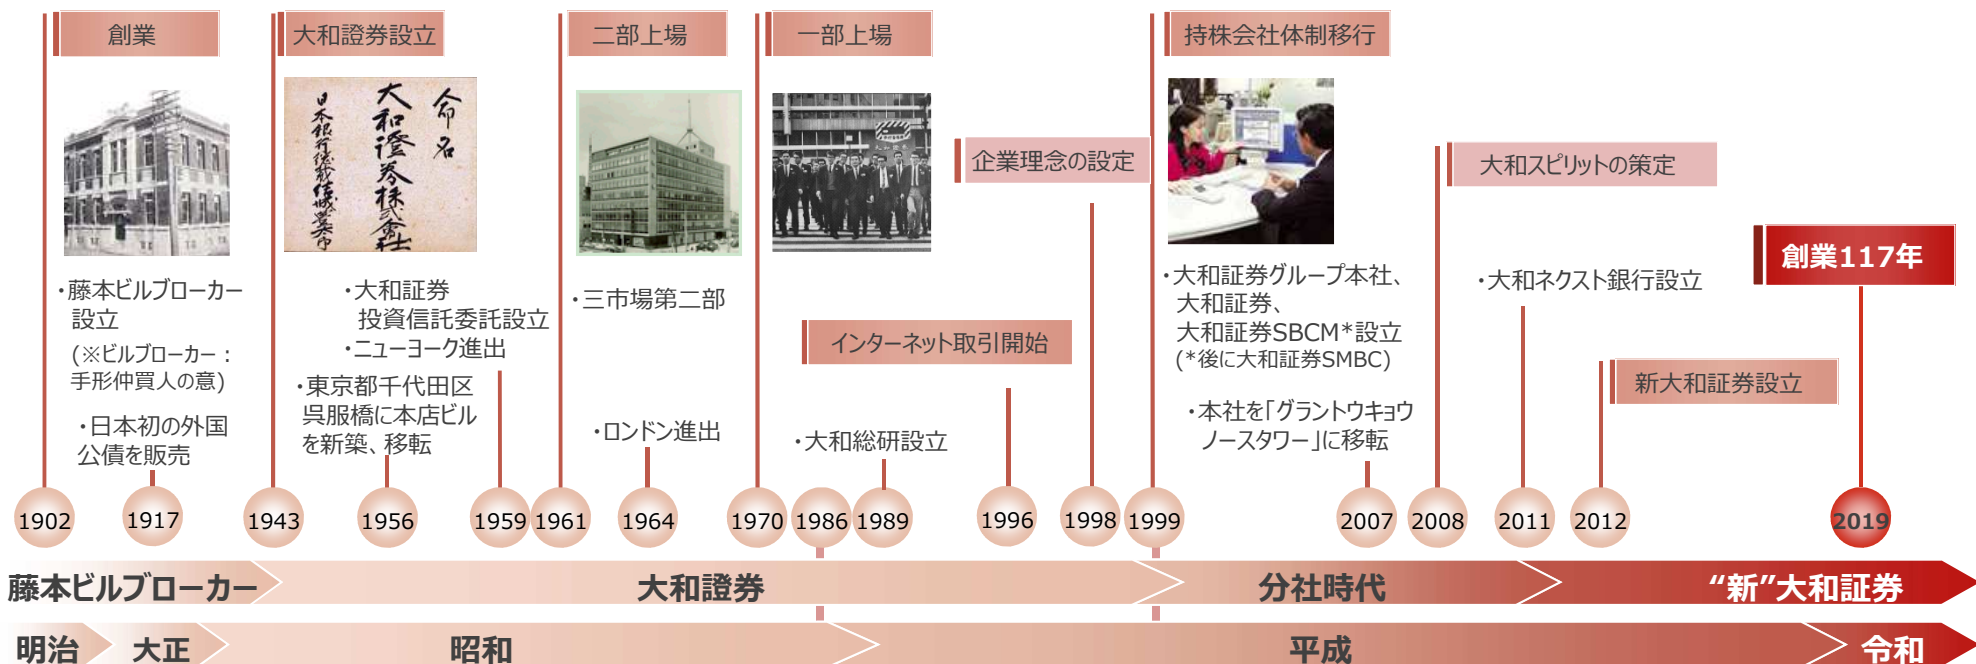 創業
大和證券設立
二部上場
一部上場
持株会社体制移行
命名
大和證券株式會社
企業理念の設定
大和スピリットの策定
創業117年
・藤本ビルブローカー
設立
(※ビルブローカー：
手形仲買人の意)
・日本初の外国
公債を販売
・大和証券
投資信託委託設立
・ニューヨーク進出
・東京都千代田区
呉服橋に本店ビル
を新築、移転
・三市場第二部
・ロンドン進出
インターネット取引開始
・大和総研設立
・大和証券グループ本社、
大和証券、
大和証券SBCM*設立
(*後に大和証券SMBC)
・本社を「グラントウキョウ
ノースタワー」に移転
・大和ネクスト銀行設立
新大和証券設立
1902
1917
1943
1956
1959
1961
1964
1970
1986
1989
1996
1998
1999
2007
2008
2011
2012
2019
藤本ビルブローカー
大和證券
分社時代
“新”大和証券
明治
大正
昭和
平成
令和